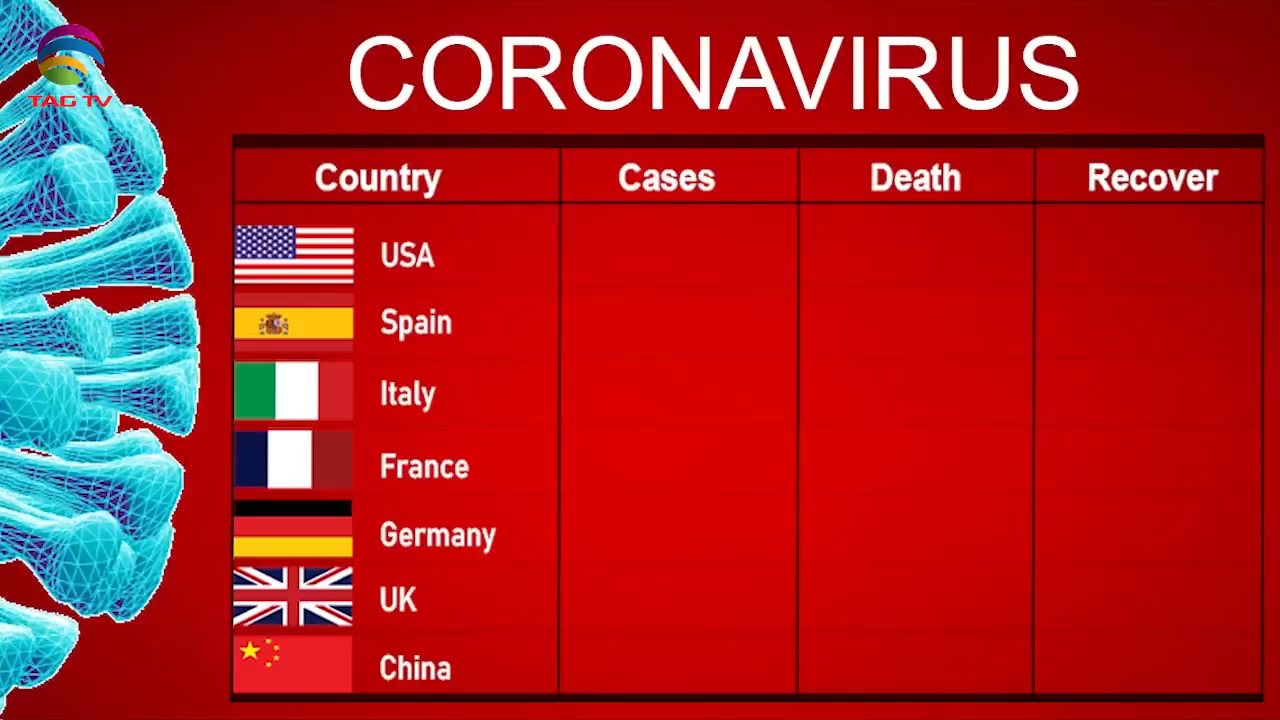 TAG TV
CORONAVIRUS
Country Cases Death Recover
USA
Spain
Italy
France
Germany
UK
China